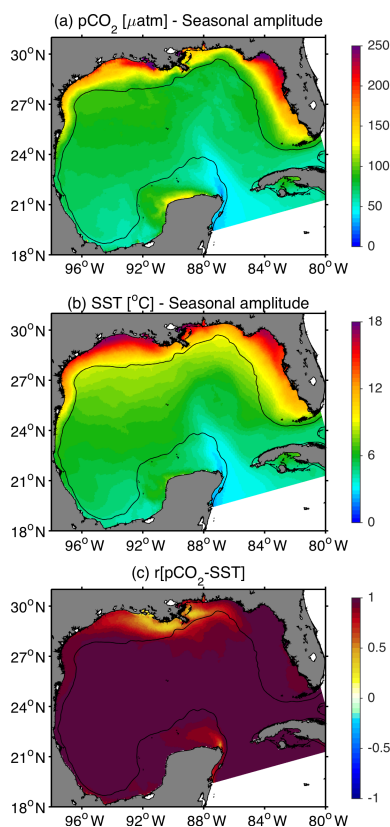 (a) pCO₂ [μatm] - Seasonal amplitude
30°N
27°N
24°N
21°N
18°N
96°W 92°W 88°W 84°W 80°W
250
200
150
100
50
0
(b) SST [°C] - Seasonal amplitude
30°N
27°N
24°N
21°N
18°N
96°W 92°W 88°W 84°W 80°W
18
12
6
0
(c) r[pCO₂-SST]
30°N
27°N
24°N
21°N
18°N
96°W 92°W 88°W 84°W 80°W
1
0.5
0
-0.5
-1